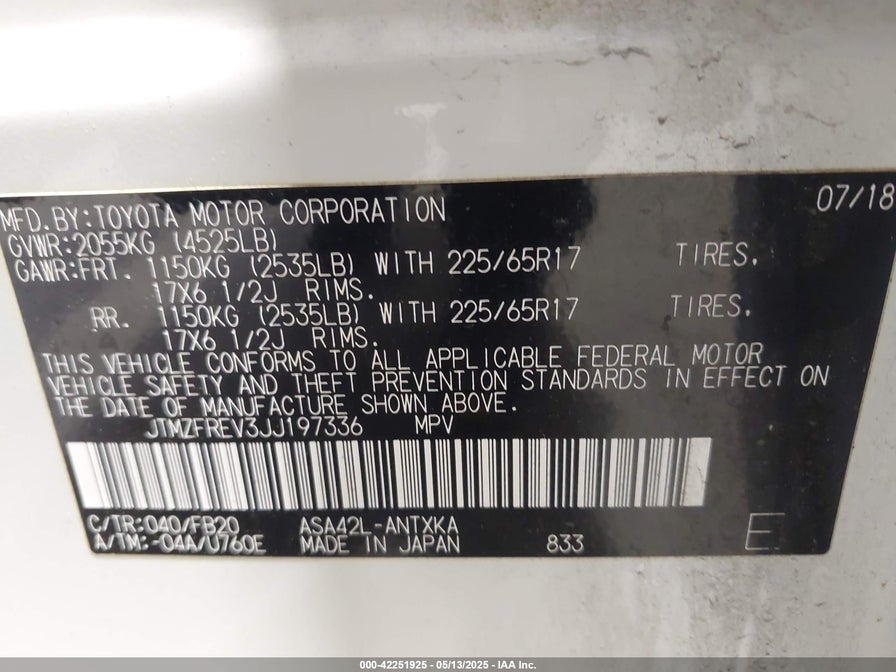 MFD.BY:TOYOTA MOTOR CORPORATION 07/18
GVWR:2055KG (4525LB)
GAWR:FRT. 1150KG (2535LB) WITH 225/65R17 TIRES.
17X6 1/2J RIMS.
RR. 1150KG (2535LB) WITH 225/65R17 TIRES.
17X6 1/2J RIMS.
THIS VEHICLE CONFORMS TO ALL APPLICABLE FEDERAL MOTOR
VEHICLE SAFETY AND THEFT PREVENTION STANDARDS IN EFFECT ON
THE DATE OF MANUFACTURE SHOWN ABOVE.
JTMZFREV3JJ197336 MPV
C/TR:040/FB20 ASA42L-ANTXKA
A/TM:-04A/U760E MADE IN JAPAN 833 E
000-42251925 - 05/13/2025 - IAA Inc.